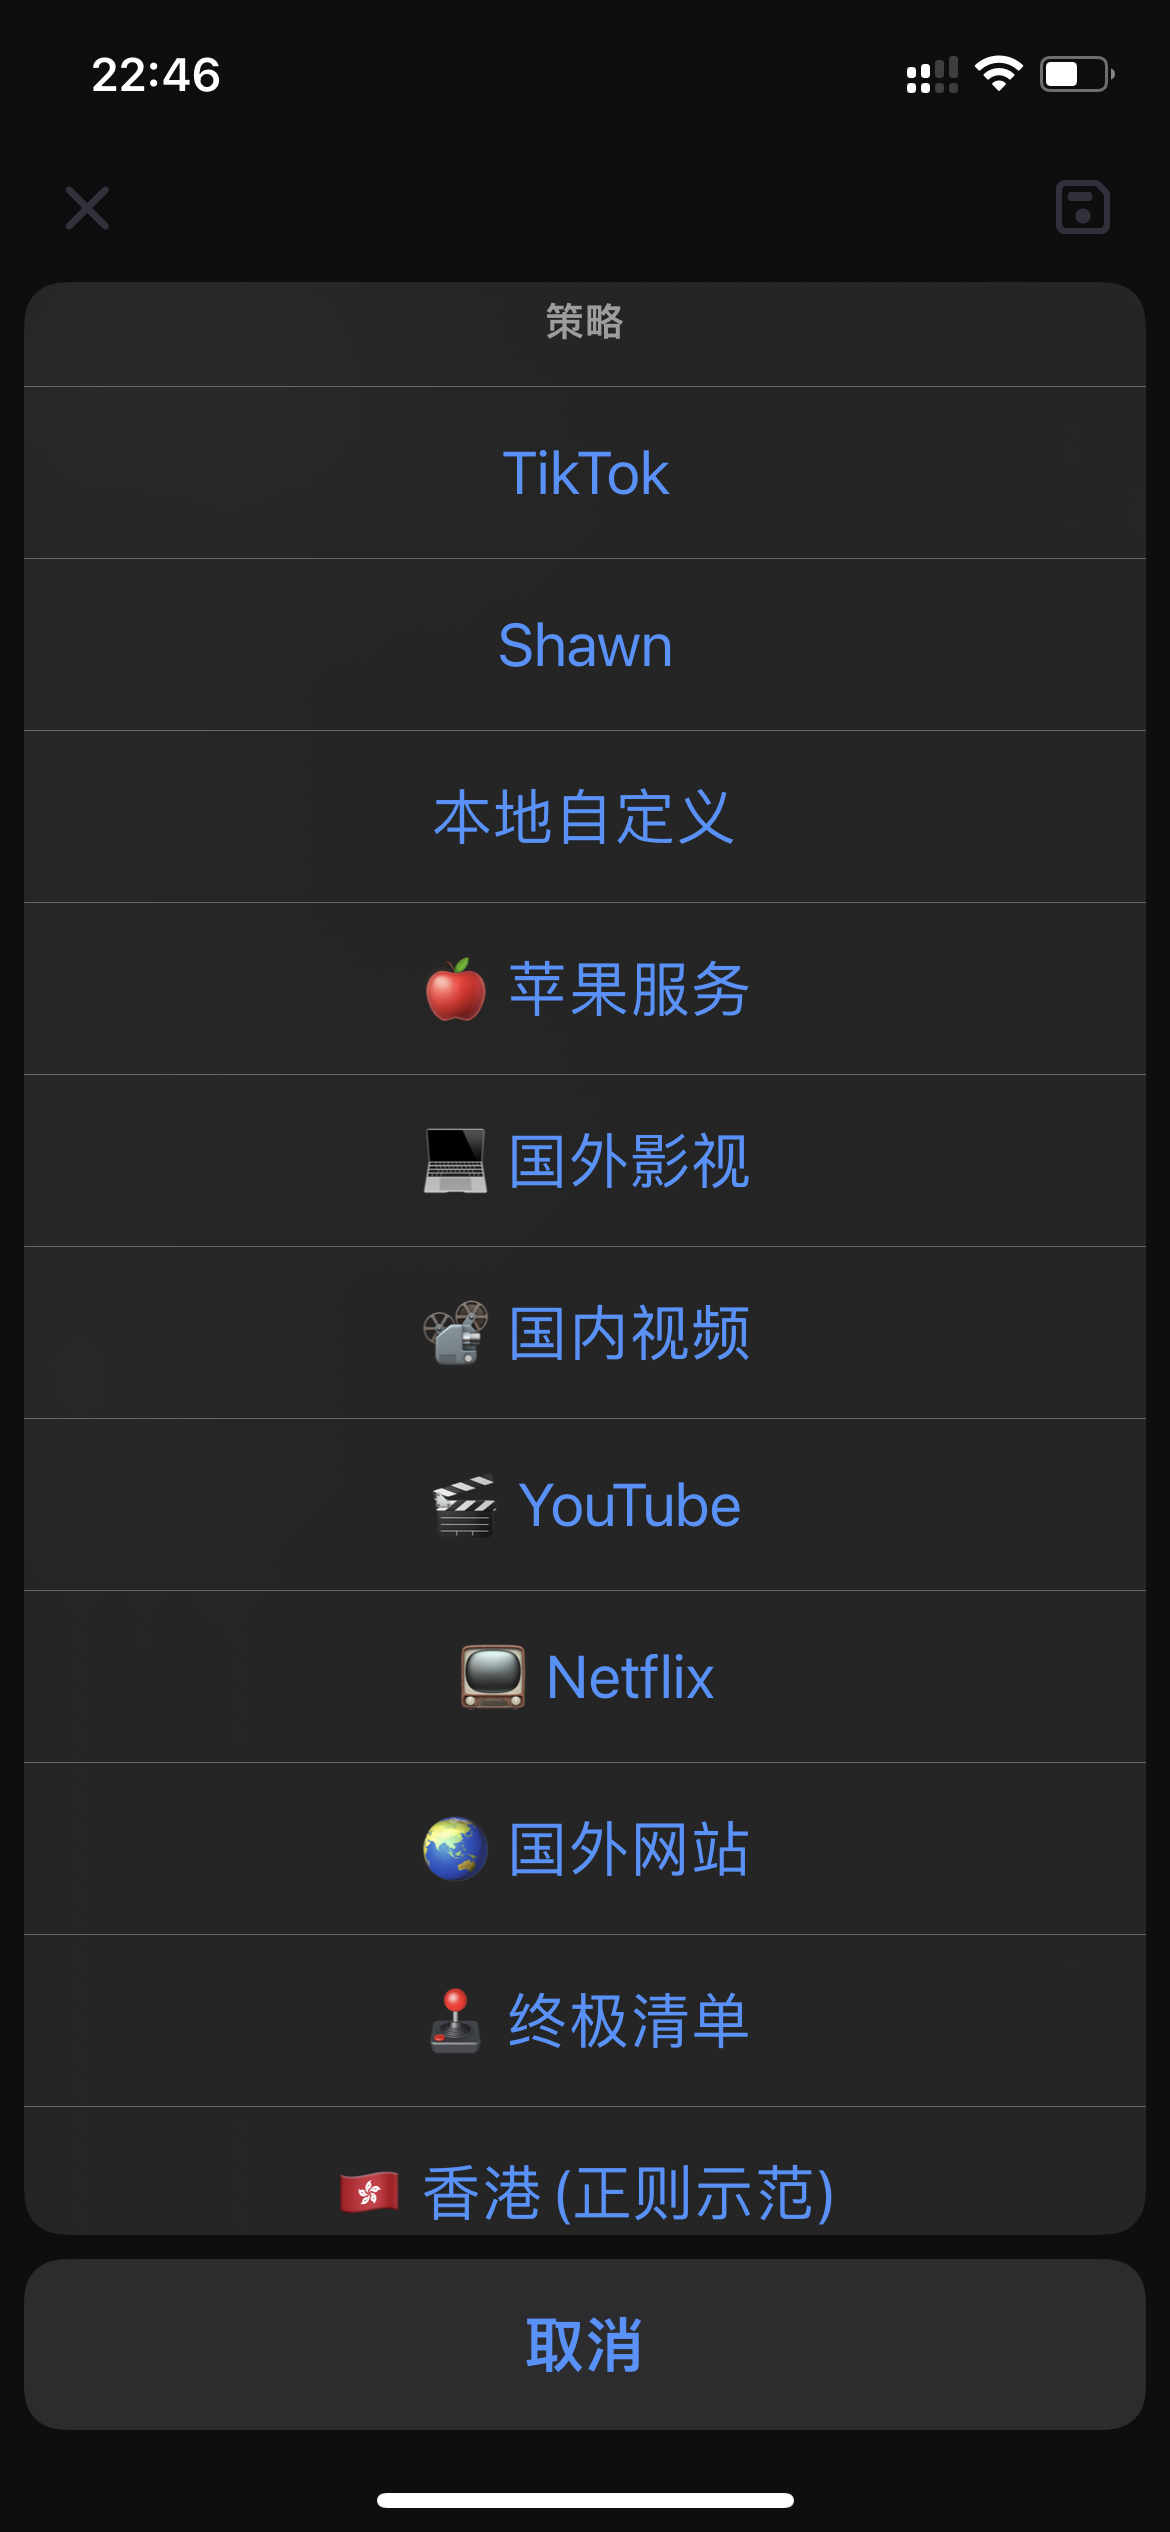 22:46
策略
TikTok
Shawn
本地自定义
🍎 苹果服务
💻 国外影视
📽 国内视频
🎬 YouTube
📺 Netflix
🌏 国外网站
🕹 终极清单
🇭🇰 香港(正则示范)
取消